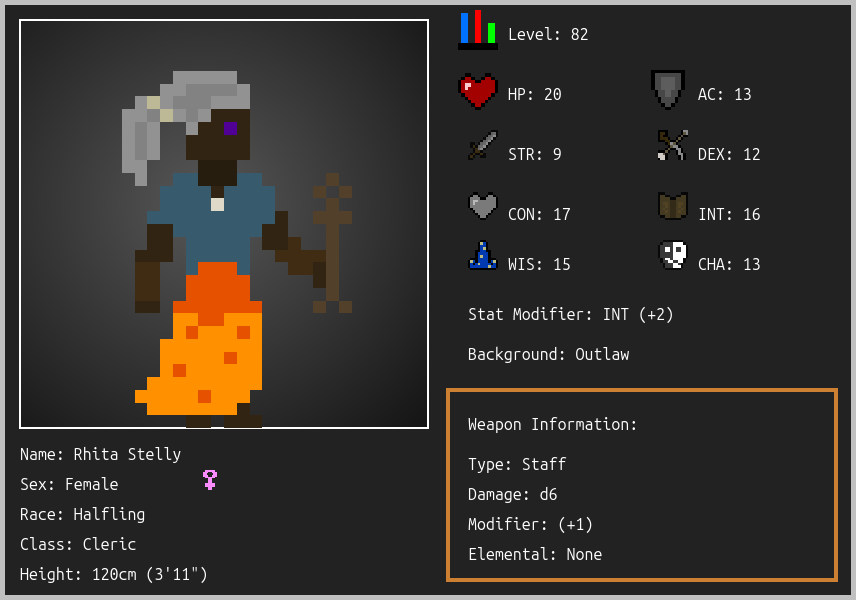 Level: 82
HP: 20
AC: 13
STR: 9
DEX: 12
CON: 17
INT: 16
WIS: 15
CHA: 13
Stat Modifier: INT (+2)
Background: Outlaw
Weapon Information:
Type: Staff
Damage: d6
Modifier: (+1)
Elemental: None
Name: Rhita Stelly
Sex: Female
Race: Halfling
Class: Cleric
Height: 120cm (3'11")